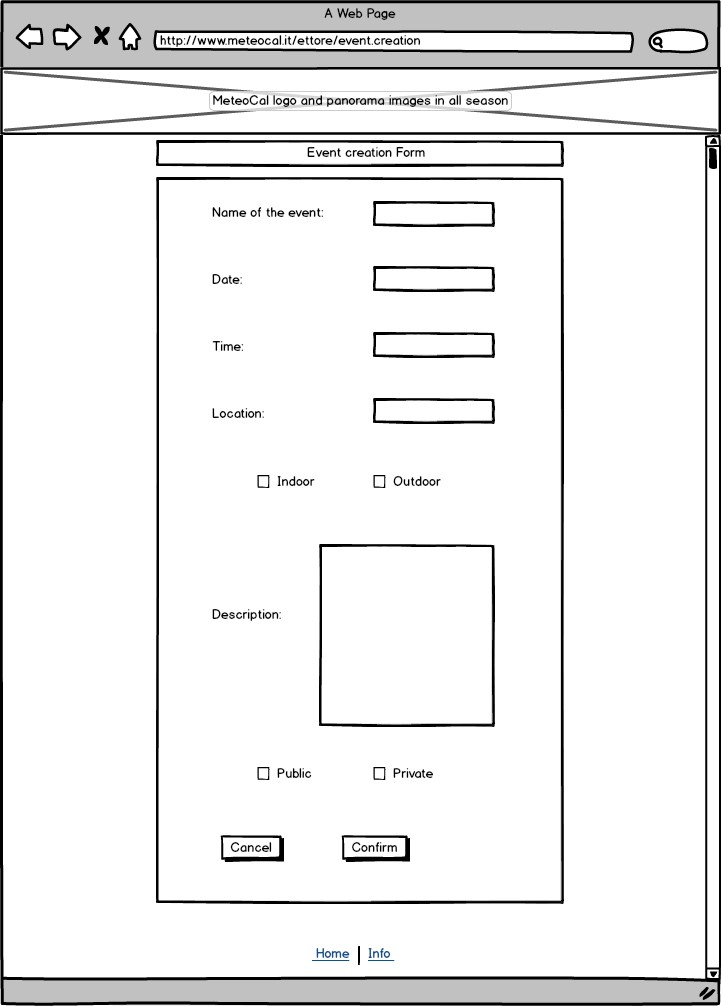 A Web Page
http://www.meteocal.it/ettore/event.creation
MeteoCal logo and panorama images in all season
Event creation Form
Name of the event:
Date:
Time:
Location:
Indoor Outdoor
Description:
Public Private
Cancel Confirm
Home Info